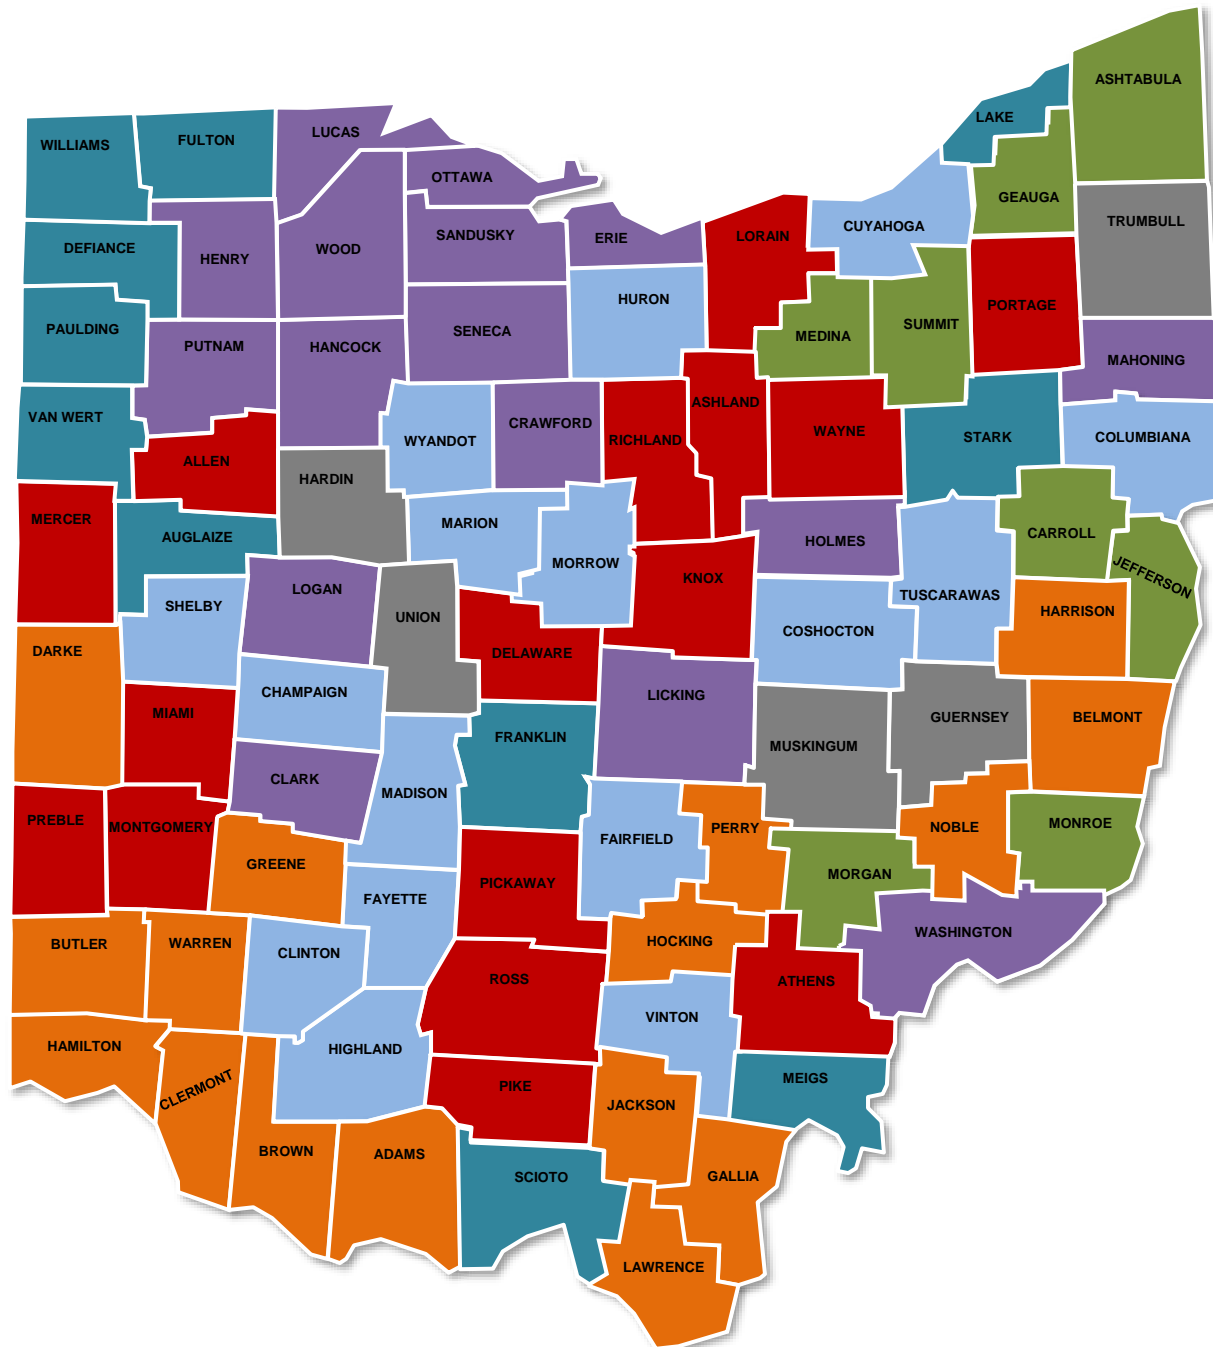 ASHTABULA
LAKE
LUCAS
FULTON
WILLIAMS
OTTAWA
GEAUGA
TRUMBULL
CUYAHOGA
LORAIN
ERIE
SANDUSKY
WOOD
DEFIANCE
HENRY
HURON
PORTAGE
SUMMIT
MEDINA
SENECA
PAULDING
PUTNAM
HANCOCK
MAHONING
ASHLAND
VAN WERT
CRAWFORD
WYANDOT
RICHLAND
WAYNE
STARK
COLUMBIANA
ALLEN
HARDIN
MERCER
MARION
AUGLAIZE
HOLMES
CARROLL
MORROW
JEFFERSON
KNOX
LOGAN
SHELBY
UNION
TUSCARAWAS
HARRISON
COSHOCTON
DARKE
DELAWARE
CHAMPAIGN
LICKING
MIAMI
GUERNSEY
BELMONT
FRANKLIN
MUSKINGUM
CLARK
MADISON
PREBLE
MONTGOMERY
PERRY
NOBLE
MONROE
FAIRFIELD
GREENE
MORGAN
PICKAWAY
FAYETTE
BUTLER
WARREN
CLINTON
HOCKING
WASHINGTON
ROSS
ATHENS
VINTON
HAMILTON
HIGHLAND
MEIGS
CLERMONT
PIKE
JACKSON
BROWN
ADAMS
SCIOTO
GALLIA
LAWRENCE